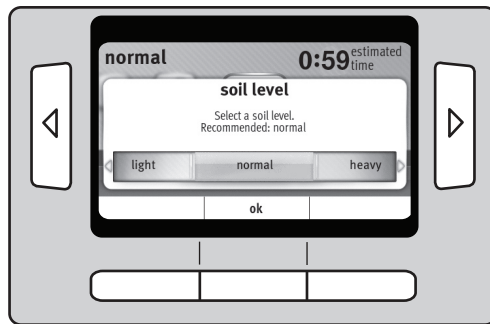 normal
0:59 estimated
time
soil level
Select a soil level.
Recommended: normal
light normal heavy
ok